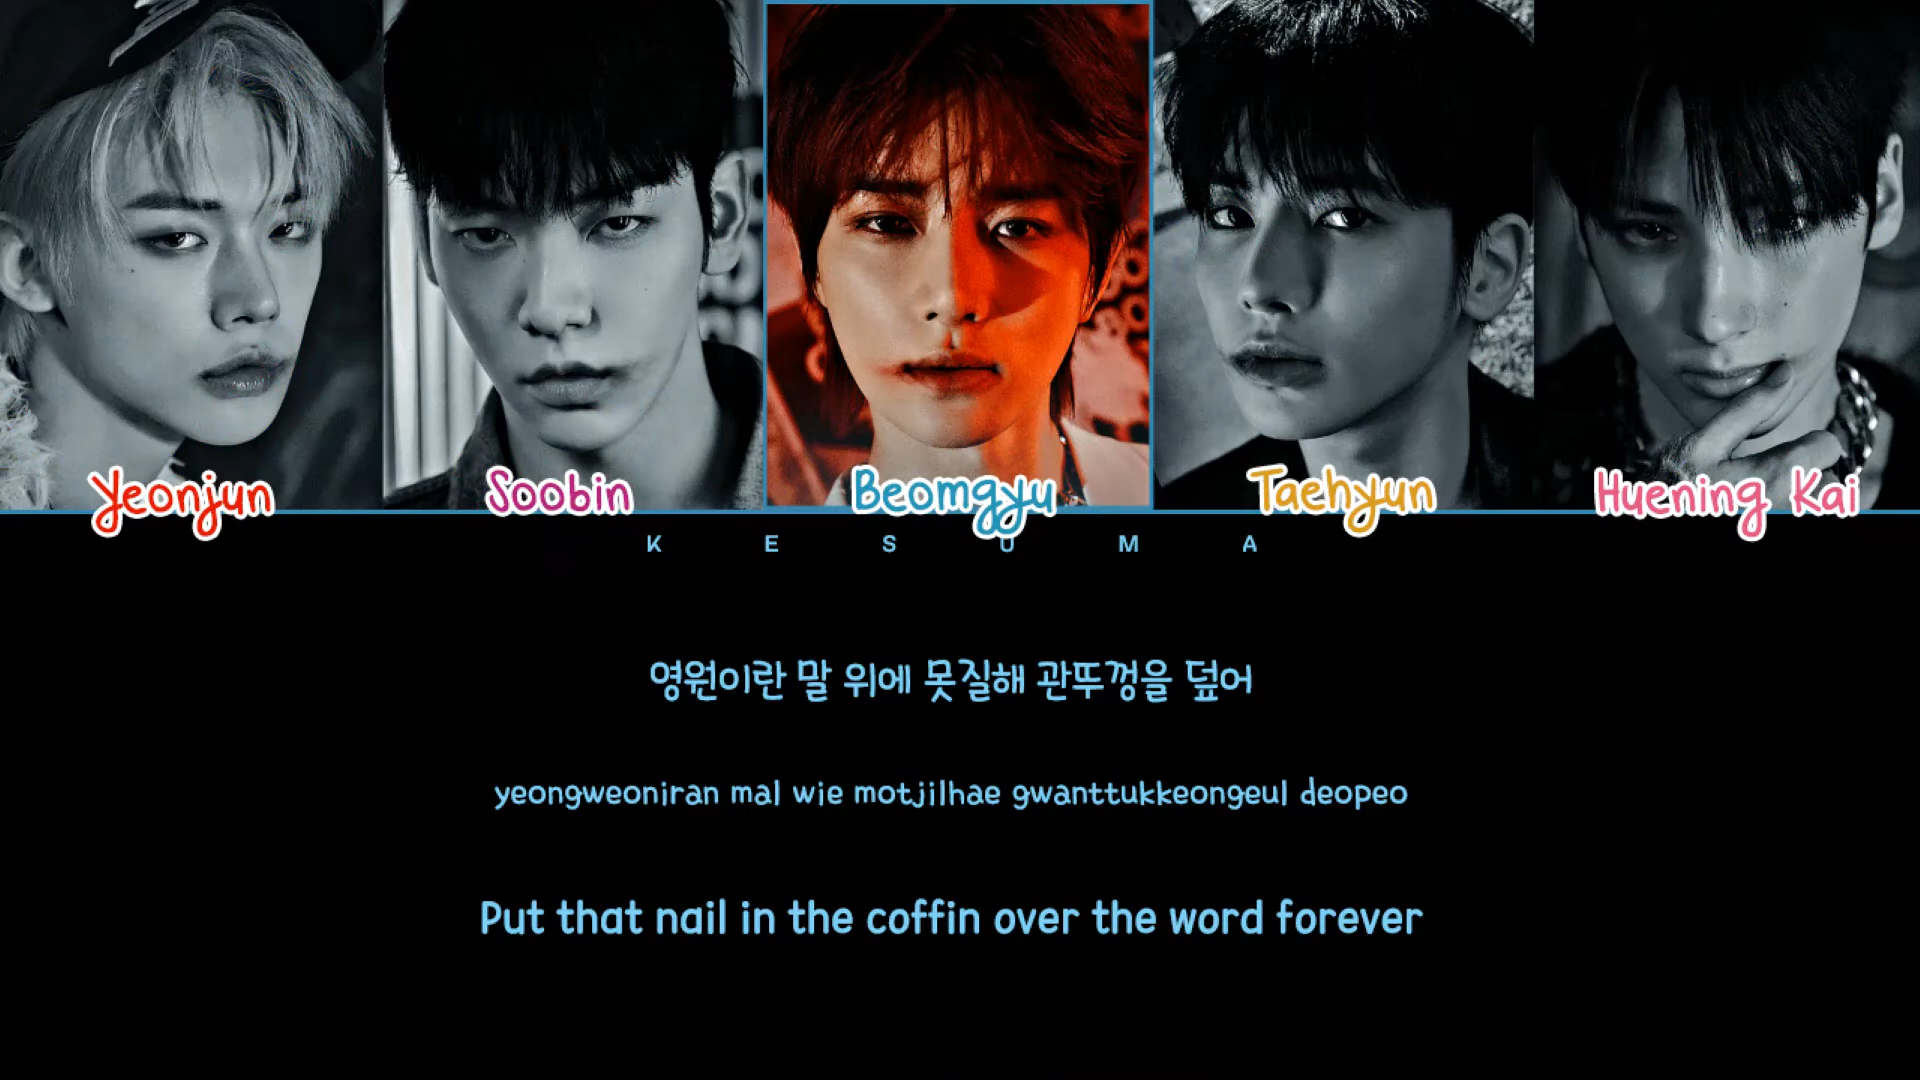 Yeonjun Soobin Beomgyu Taehyun Huening Kai
K E S U M A
영원이란 말 위에 못질해 관뚜껑을 덮어
yeongweoniran mal wie motjilhae gwanttukkeongeul deopeo
Put that nail in the coffin over the word forever